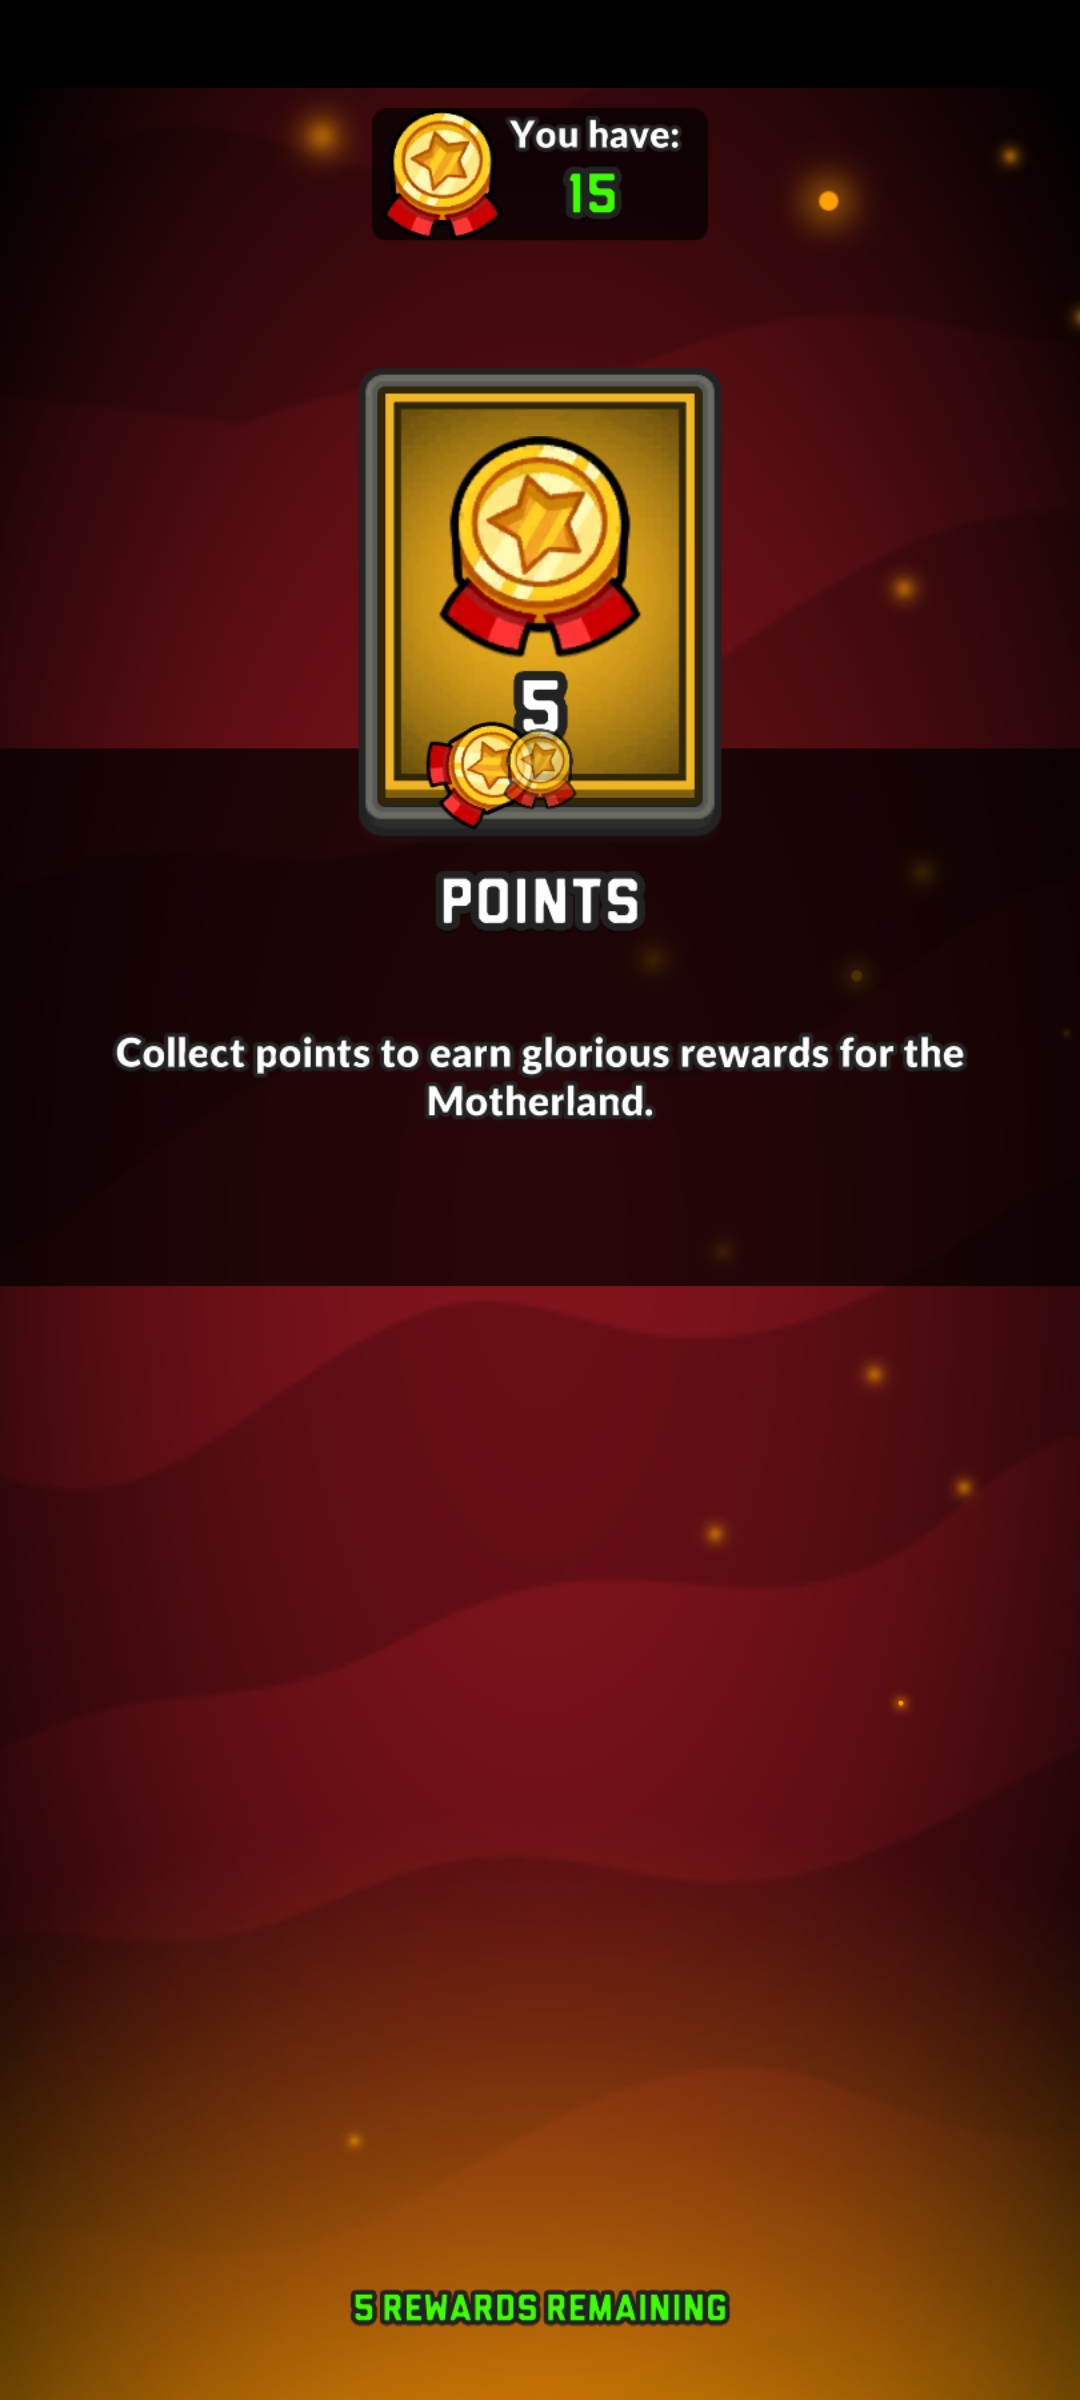 You have:
15
5
POINTS
Collect points to earn glorious rewards for the
Motherland.
5 REWARDS REMAINING